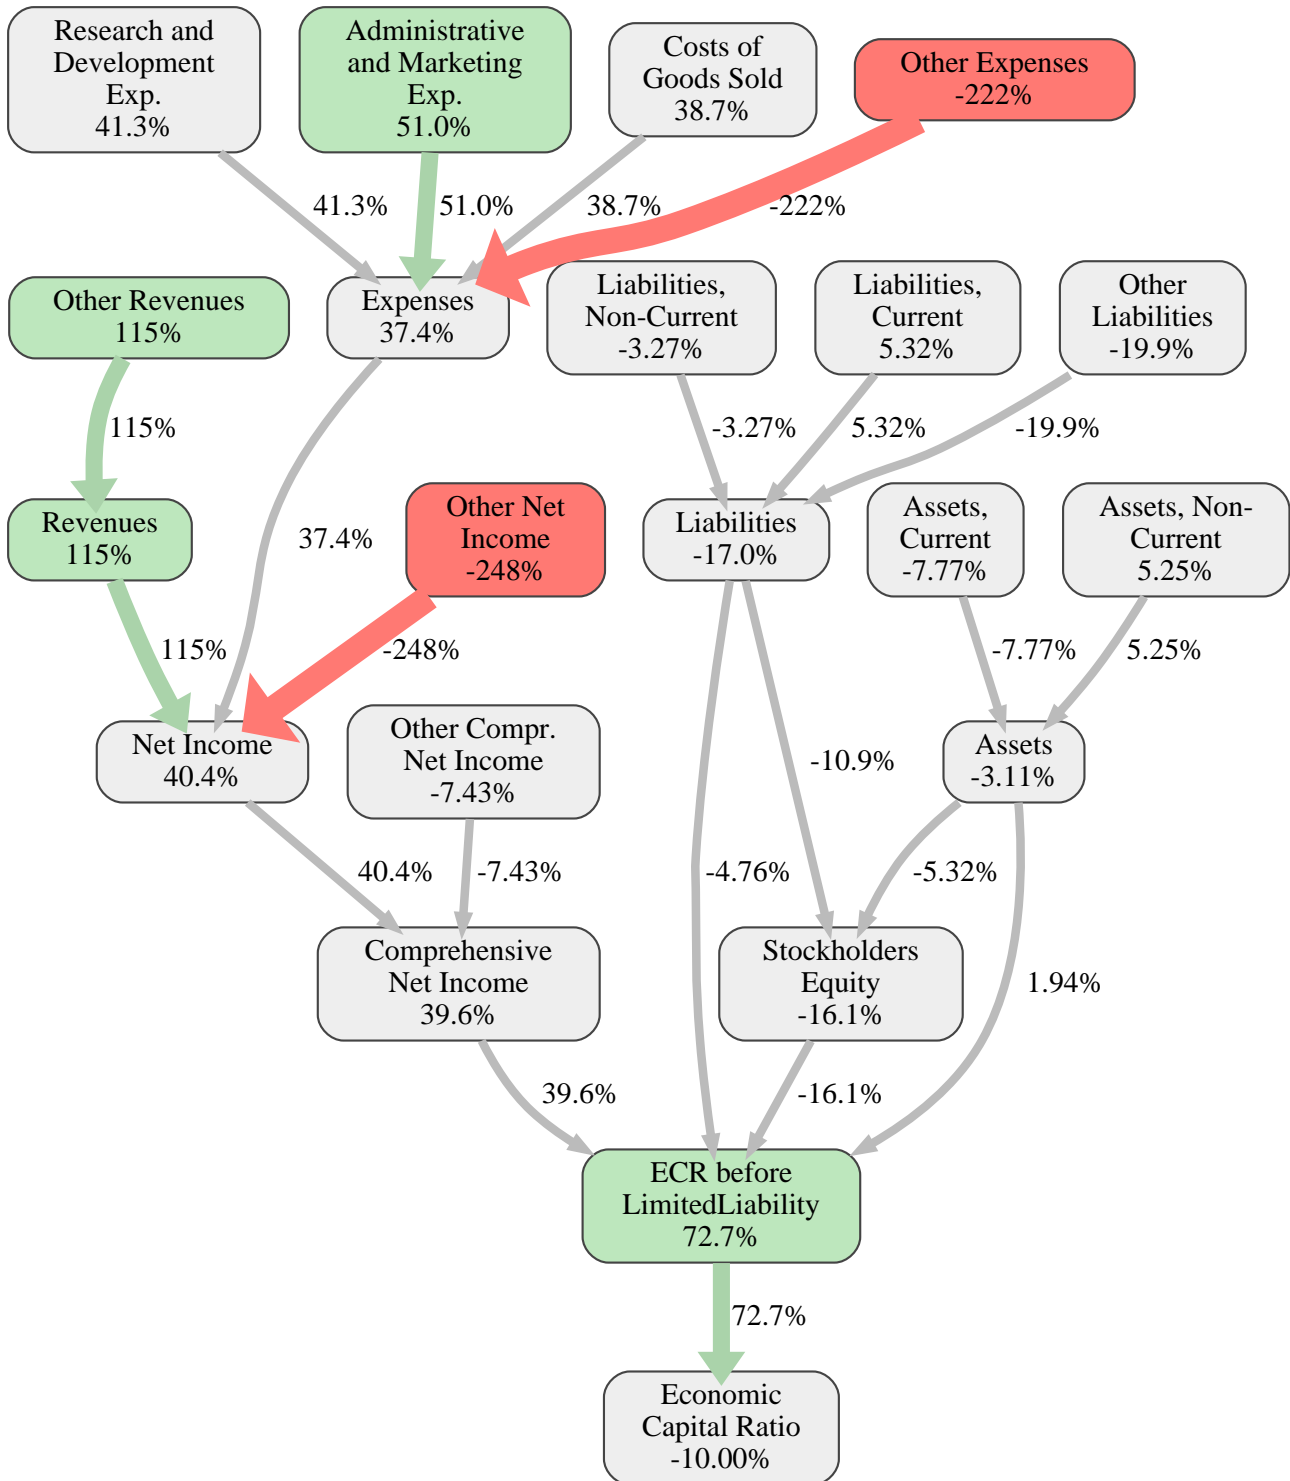 Research and
Development
Exp.
41.3%
Administrative
and Marketing
Exp.
51.0%
Costs of
Goods Sold
38.7%
Other Expenses
-222%
41.3%
51.0%
38.7%
-222%
Other Revenues
115%
Expenses
37.4%
Liabilities,
Non-Current
-3.27%
Liabilities,
Current
5.32%
Other
Liabilities
-19.9%
115%
-3.27%
5.32%
-19.9%
Revenues
115%
37.4%
Other Net
Income
-248%
Liabilities
-17.0%
Assets,
Current
-7.77%
Assets, Non-
Current
5.25%
115%
-248%
-7.77%
5.25%
Net Income
40.4%
Other Compr.
Net Income
-7.43%
-10.9%
Assets
-3.11%
40.4%
-7.43%
-4.76%
-5.32%
Comprehensive
Net Income
39.6%
Stockholders
Equity
-16.1%
1.94%
39.6%
-16.1%
ECR before
LimitedLiability
72.7%
72.7%
Economic
Capital Ratio
-10.00%